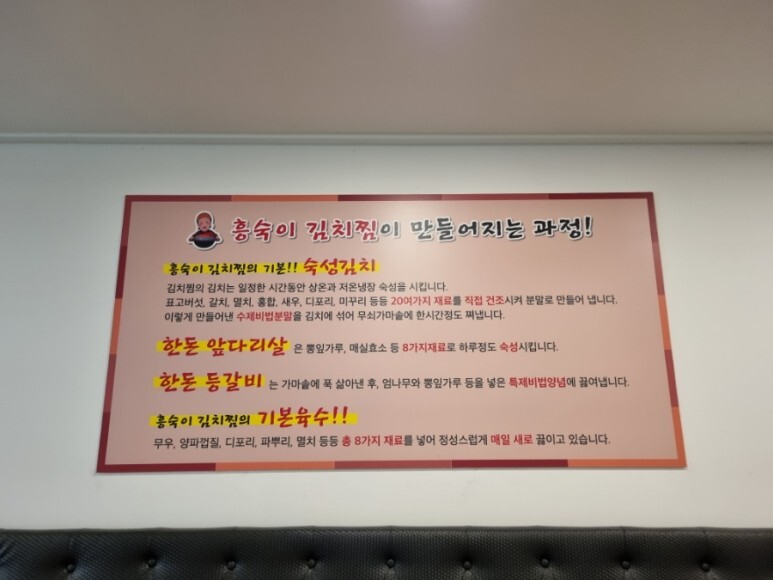 흥숙이 김치찜이 만들어지는 과정!
흥숙이 김치찜의 기본!! 숙성김치
김치찜의 김치는 일정한 시간동안 상온과 저온냉장 숙성을 시킵니다.
표고버섯, 갈치, 멸치, 홍합, 새우, 디포리, 미꾸리 등등 20여가지 재료를 직접 건조시켜 분말로 만들어 냅니다.
이렇게 만들어낸 수제비법분말을 김치에 섞어 무쇠가마솥에 한시간정도 쪄냅니다.
한돈 앞다리살 은 뽕잎가루, 매실효소 등 8가지재료로 하루정도 숙성시킵니다.
한돈 등갈비 는 가마솥에 푹 삶아낸 후, 엄나무와 뽕잎가루 등을 넣은 특제비법양념에 끓여냅니다.
흥숙이 김치찜의 기본육수!!
무우, 양파껍질, 디포리, 파뿌리, 멸치 등등 총 8가지 재료를 넣어 정성스럽게 매일 새로 끓이고 있습니다.